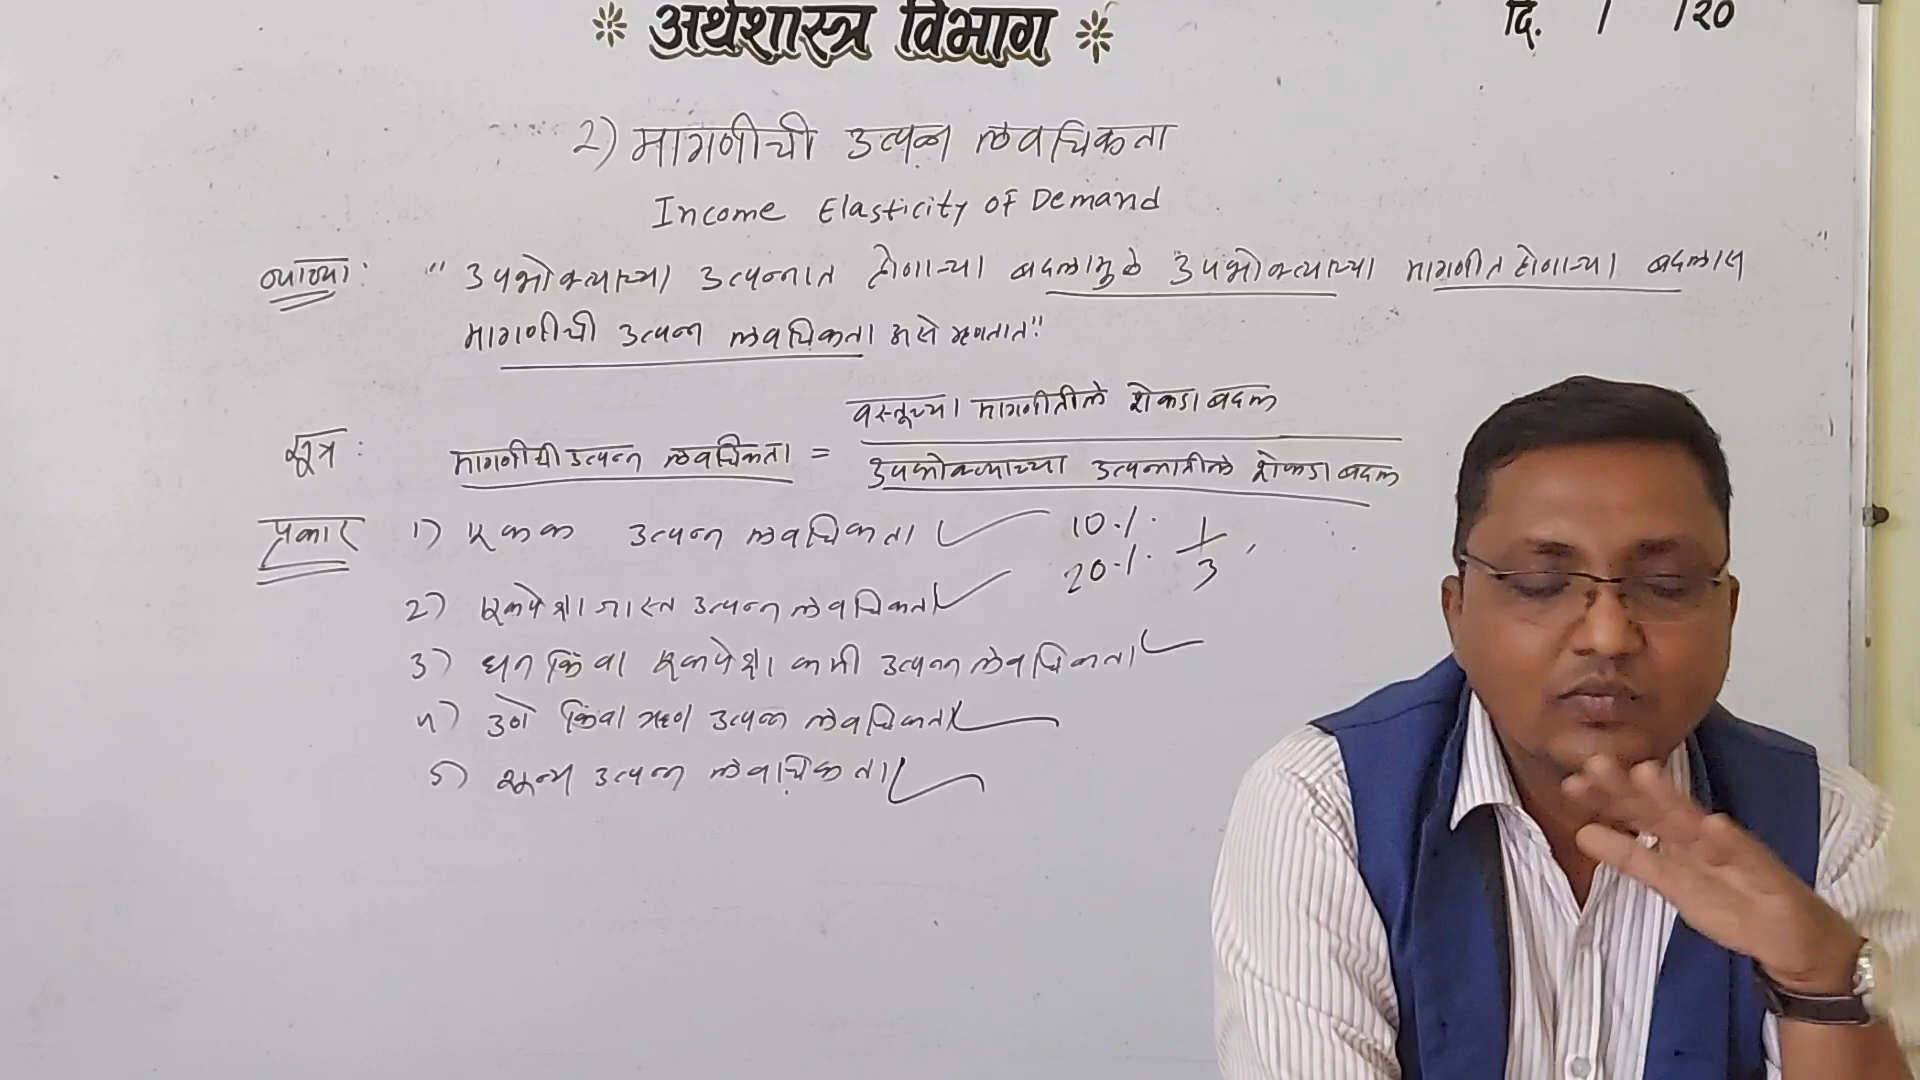 ❊ अर्थशास्त्र विभाग ❊
दि. / /20
2) मागणीची उत्पन्न लवचिकता
Income Elasticity of Demand
व्याख्या: " उपभोक्त्याच्या उत्पन्नात होणाऱ्या बदलामुळे उपभोक्त्याच्या मागणीत होणाऱ्या बदलास "
मागणीची उत्पन्न लवचिकता असे म्हणतात"
वस्तूच्या मागणीतीले शेकडा बदल
सूत्र: मागणीची उत्पन्न लवचिकता =
उपभोक्त्याच्या उत्पन्नातीले शेकडा बदल
प्रकार 1) एकक उत्पन्न लवचिकता 10% 1
20% 3
2) एकापेक्षा जास्त उत्पन्न लवचिकता
3) धन किंवा एकापेक्षा कमी उत्पन्न लवचिकता
४) उणे किंवा ऋण उत्पन्न लवचिकता
5) शून्य उत्पन्न लवचिकता